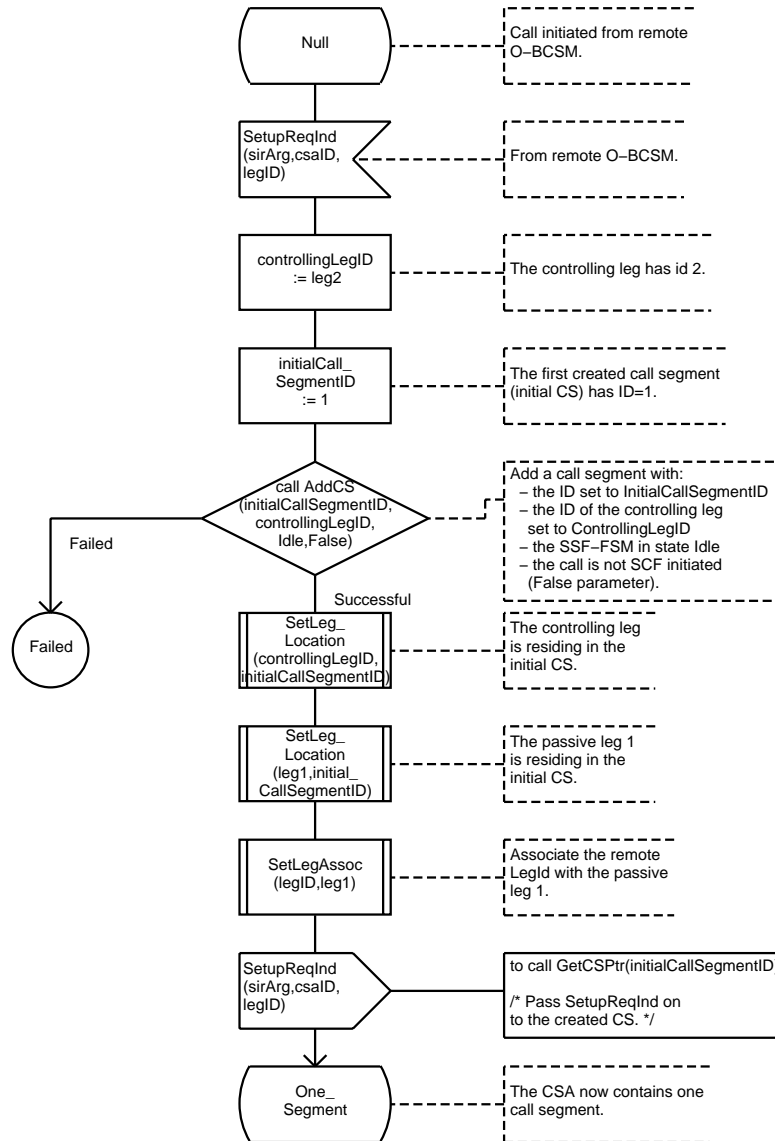 Null
Call initiated from remote
O–BCSM.
SetupReqInd
(sirArg,csaID,
legID)
From remote O–BCSM.
controllingLegID
:= leg2
The controlling leg has id 2.
initialCall_
SegmentID
:= 1
The first created call segment
(initial CS) has ID=1.
call AddCS
(initialCallSegmentID,
controllingLegID,
Idle,False)
Add a call segment with:
– the ID set to InitialCallSegmentID
– the ID of the controlling leg
set to ControllingLegID
– the SSF–FSM in state Idle
– the call is not SCF initiated
(False parameter).
Failed
Successful
Failed
SetLeg_
Location
(controllingLegID,
initialCallSegmentID)
The controlling leg
is residing in the
initial CS.
SetLeg_
Location
(leg1,initial_
CallSegmentID)
The passive leg 1
is residing in the
initial CS.
SetLegAssoc
(legID,leg1)
Associate the remote
LegId with the passive
leg 1.
SetupReqInd
(sirArg,csaID,
legID)
to call GetCSPtr(initialCallSegmentID)
/* Pass SetupReqInd on
to the created CS. */
One_
Segment
The CSA now contains one
call segment.